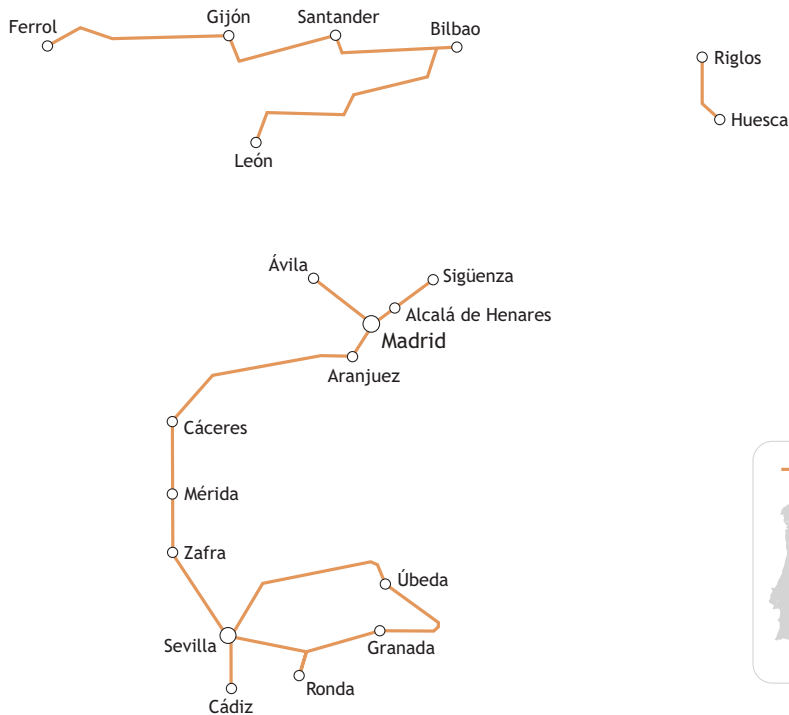 Ferrol
Gijón
Santander
Bilbao
León
Riglos
Huesca
Ávila
Sigüenza
Alcalá de Henares
Madrid
Aranjuez
Cáceres
Mérida
Zafra
Úbeda
Sevilla
Granada
Ronda
Cádiz